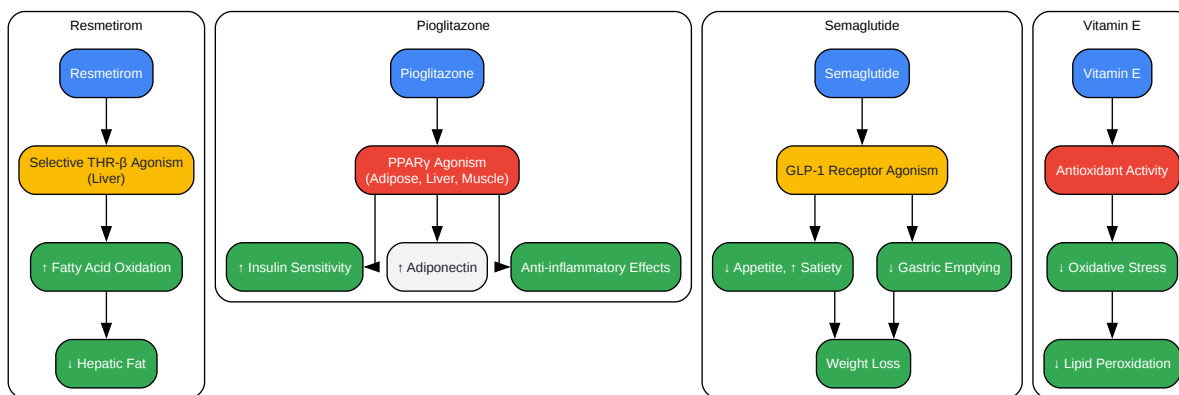 Resmetirom
Resmetirom
Selective THR-β Agonism
(Liver)
↑ Fatty Acid Oxidation
↓ Hepatic Fat
Pioglitazone
Pioglitazone
PPARγ Agonism
(Adipose, Liver, Muscle)
↑ Insulin Sensitivity
↑ Adiponectin
Anti-inflammatory Effects
Semaglutide
Semaglutide
GLP-1 Receptor Agonism
↓ Appetite, ↑ Satiety
↓ Gastric Emptying
Weight Loss
Vitamin E
Vitamin E
Antioxidant Activity
↓ Oxidative Stress
↓ Lipid Peroxidation